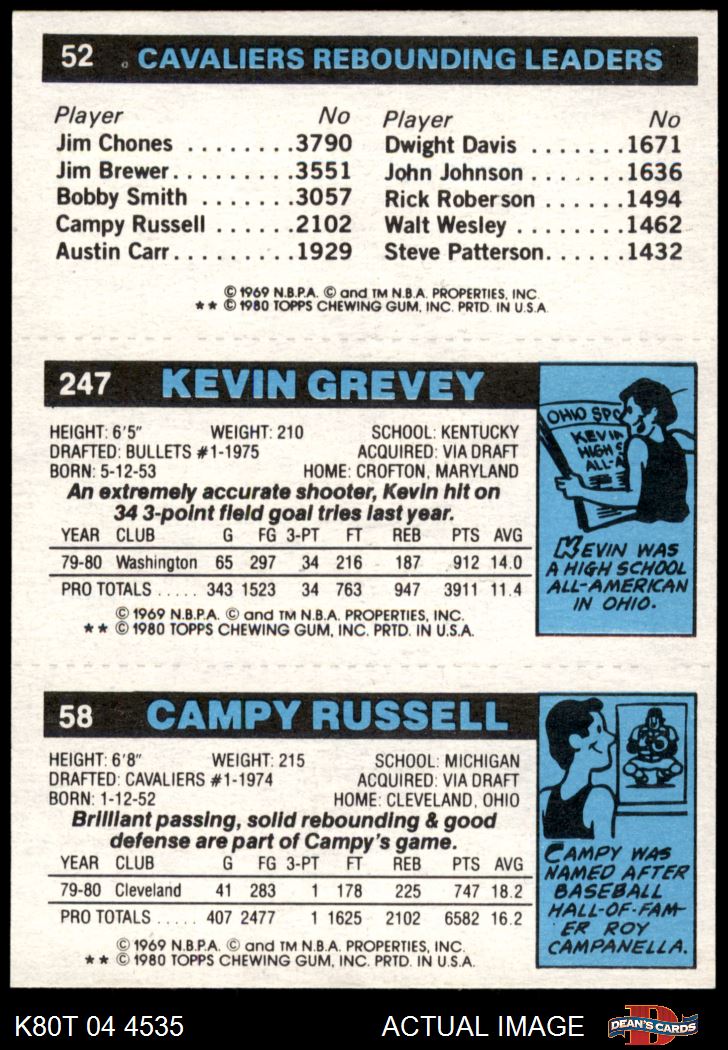 52 CAVALIERS REBOUNDING LEADERS
Player No Player No
Jim Chones ........3790 Dwight Davis .......1671
Jim Brewer.........3551 John Johnson .......1636
Bobby Smith ........3057 Rick Roberson ......1494
Campy Russell ......2102 Walt Wesley ........1462
Austin Carr.........1929 Steve Patterson......1432
© 1969 N.B.P.A. © and TM N.B.A. PROPERTIES, INC.
** © 1980 TOPPS CHEWING GUM, INC. PRTD. IN U.S.A.
247 KEVIN GREVEY
HEIGHT: 6'5" WEIGHT: 210 SCHOOL: KENTUCKY
DRAFTED: BULLETS #1-1975 ACQUIRED: VIA DRAFT
BORN: 5-12-53 HOME: CROFTON, MARYLAND
An extremely accurate shooter, Kevin hit on
34 3-point field goal tries last year.
YEAR CLUB G FG 3-PT FT REB PTS AVG
79-80 Washington 65 297 34 216 187 912 14.0
PRO TOTALS ..... 343 1523 34 763 947 3911 11.4
© 1969 N.B.P.A. © and TM N.B.A. PROPERTIES, INC.
** © 1980 TOPPS CHEWING GUM, INC. PRTD. IN U.S.A.
OHIO SPO
KEVIN
HIGH S
ALL-A
KEVIN WAS
A HIGH SCHOOL
ALL-AMERICAN
IN OHIO.
58 CAMPY RUSSELL
HEIGHT: 6'8" WEIGHT: 215 SCHOOL: MICHIGAN
DRAFTED: CAVALIERS #1-1974 ACQUIRED: VIA DRAFT
BORN: 1-12-52 HOME: CLEVELAND, OHIO
Brilliant passing, solid rebounding & good
defense are part of Campy's game.
YEAR CLUB G FG 3-PT FT REB PTS AVG
79-80 Cleveland 41 283 1 178 225 747 18.2
PRO TOTALS ..... 407 2477 1 1625 2102 6582 16.2
© 1969 N.B.P.A. © and TM N.B.A. PROPERTIES, INC.
** © 1980 TOPPS CHEWING GUM, INC. PRTD. IN U.S.A.
CAMPY WAS
NAMED AFTER
BASEBALL
HALL-OF-FAM-
ER ROY
CAMPANELLA.
K80T 04 4535 ACTUAL IMAGE DEAN'S CARDS